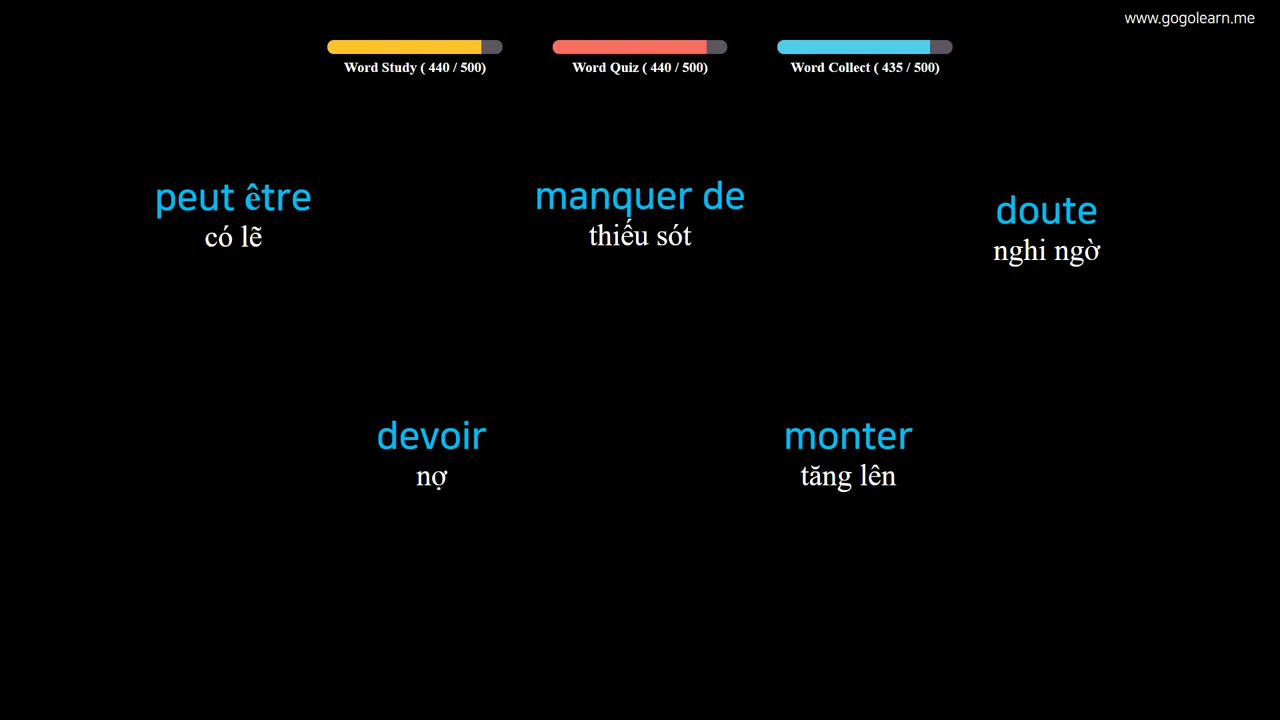 www.gogolearn.me
Word Study ( 440 / 500)
Word Quiz ( 440 / 500)
Word Collect ( 435 / 500)
peut être
có lẽ
manquer de
thiếu sót
doute
nghi ngờ
devoir
nợ
monter
tăng lên